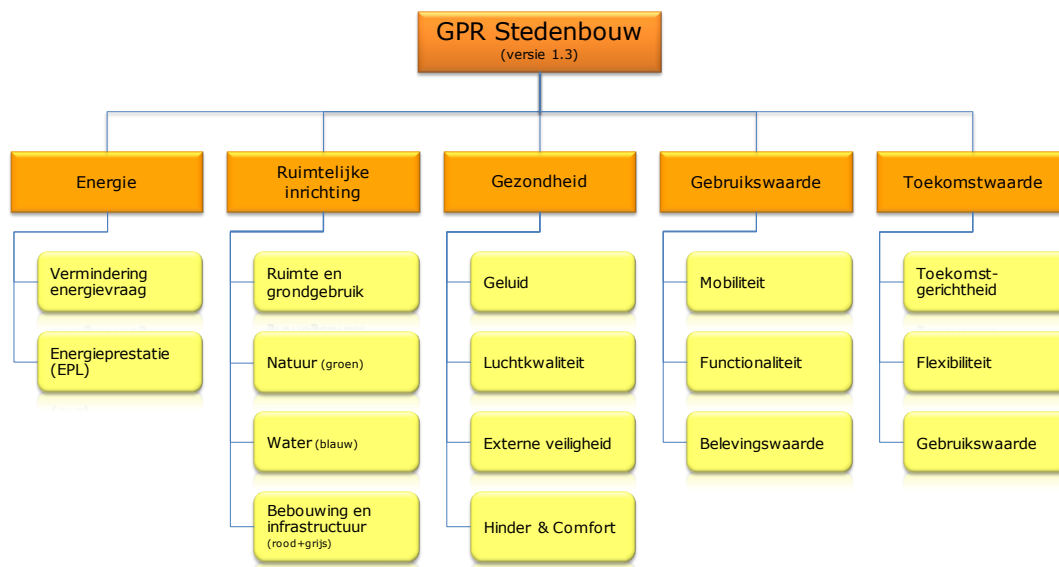 GPR Stedenbouw
(versie 1.3)
Energie
Ruimtelijke
inrichting
Gezondheid
Gebruikswaarde
Toekomstwaarde
Vermindering
energievraag
Energieprestatie
(EPL)
Ruimte en
grondgebruik
Natuur (groen)
Water (blauw)
Bebouwing en
infrastructuur
(rood+grijs)
Geluid
Luchtkwaliteit
Externe veiligheid
Hinder & Comfort
Mobiliteit
Functionaliteit
Belevingswaarde
Toekomst-
gerichtheid
Flexibiliteit
Gebruikswaarde